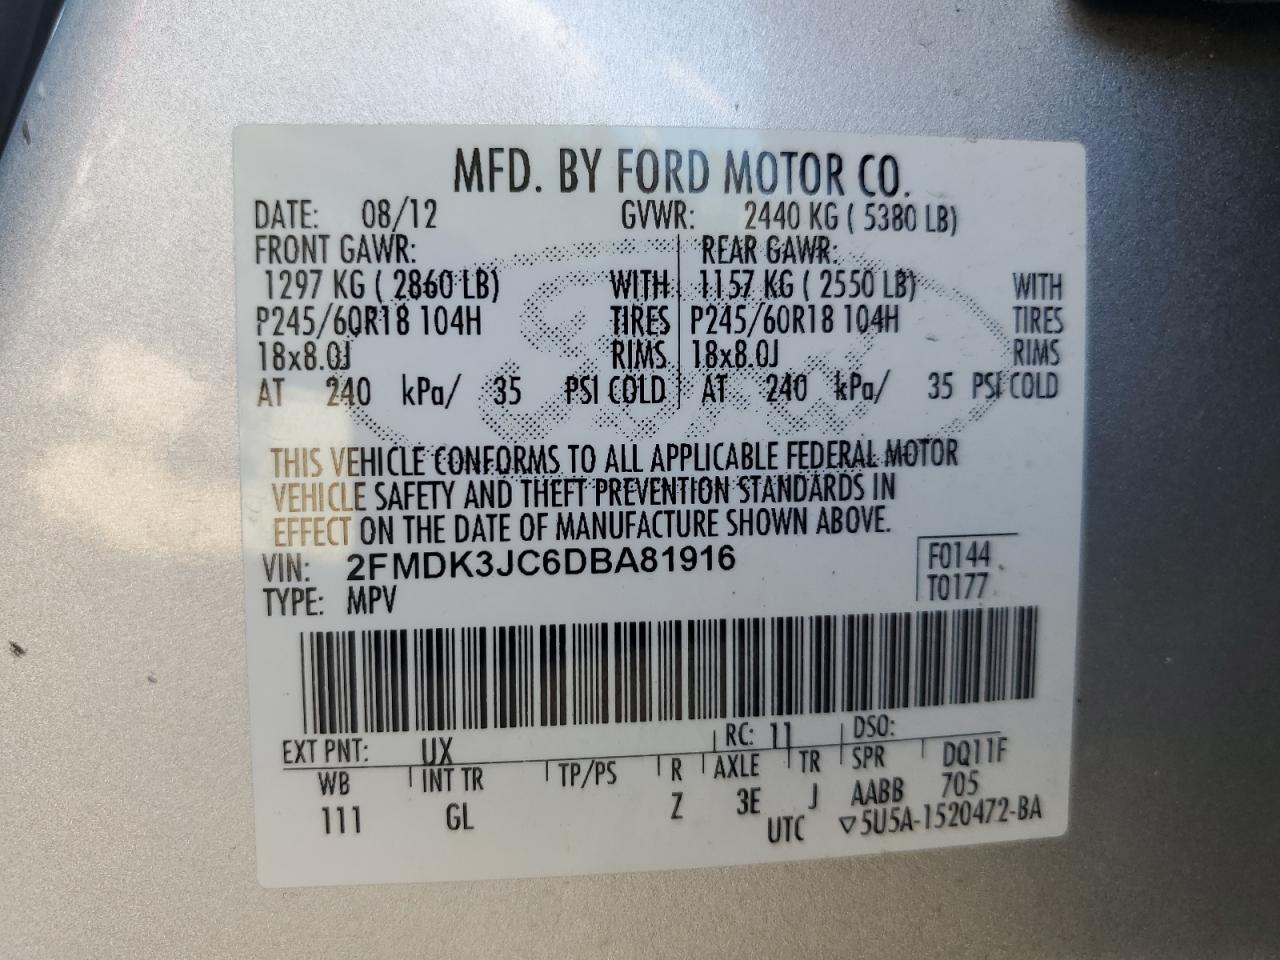 MFD. BY FORD MOTOR CO.
DATE: 08/12 GVWR: 2440 KG ( 5380 LB)
FRONT GAWR: REAR GAWR:
1297 KG ( 2860 LB) WITH 1157 KG ( 2550 LB) WITH
P245/60R18 104H TIRES P245/60R18 104H TIRES
18x8.0J RIMS 18x8.0J RIMS
AT 240 kPa/ 35 PSI COLD AT 240 kPa/ 35 PSI COLD
THIS VEHICLE CONFORMS TO ALL APPLICABLE FEDERAL MOTOR
VEHICLE SAFETY AND THEFT PREVENTION STANDARDS IN
EFFECT ON THE DATE OF MANUFACTURE SHOWN ABOVE.
VIN: 2FMDK3JC6DBA81916 F0144
TYPE: MPV T0177
EXT PNT: UX RC: 11 DSO:
WB INT TR TP/PS R AXLE TR SPR DQ11F
111 GL Z 3E J AABB 705
UTC ▽5U5A-1520472-BA